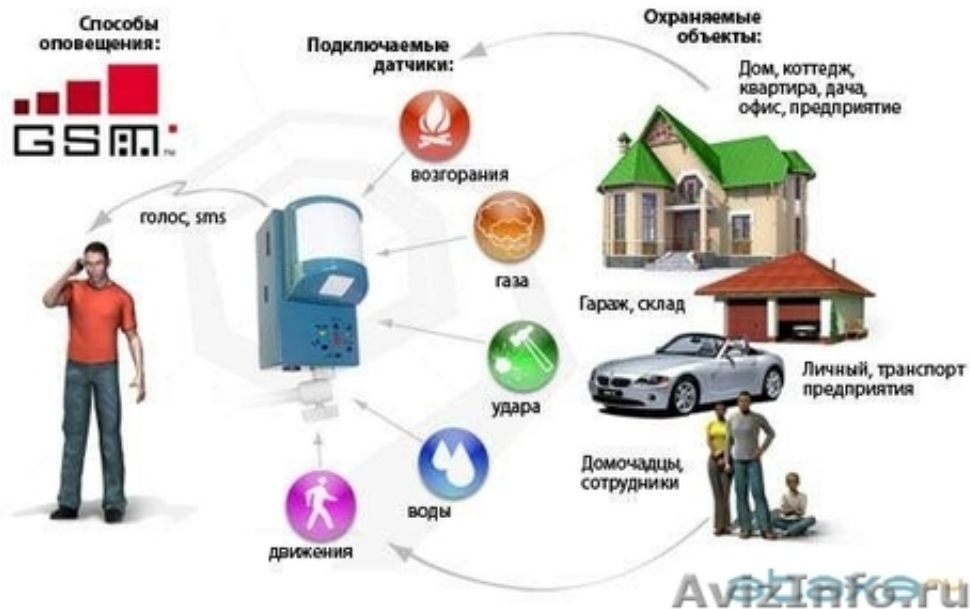 Способы
оповещения:
GSM
TM
голос, sms
Подключаемые
датчики:
возгорания
газа
удара
воды
движения
Охраняемые
объекты:
Дом, коттедж,
квартира, дача,
офис, предприятие
Гараж, склад
Личный, транспорт
предприятия
Домочадцы,
сотрудники
AvizInfo.ru